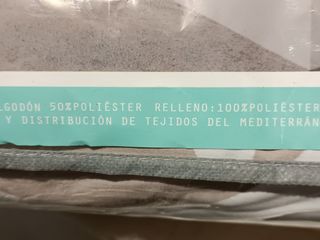 LGODÓN 50%POLIÉSTER RELLENO:100%POLIÉSTER
Y DISTRIBUCIÓN DE TEJIDOS DEL MEDITERRÁN